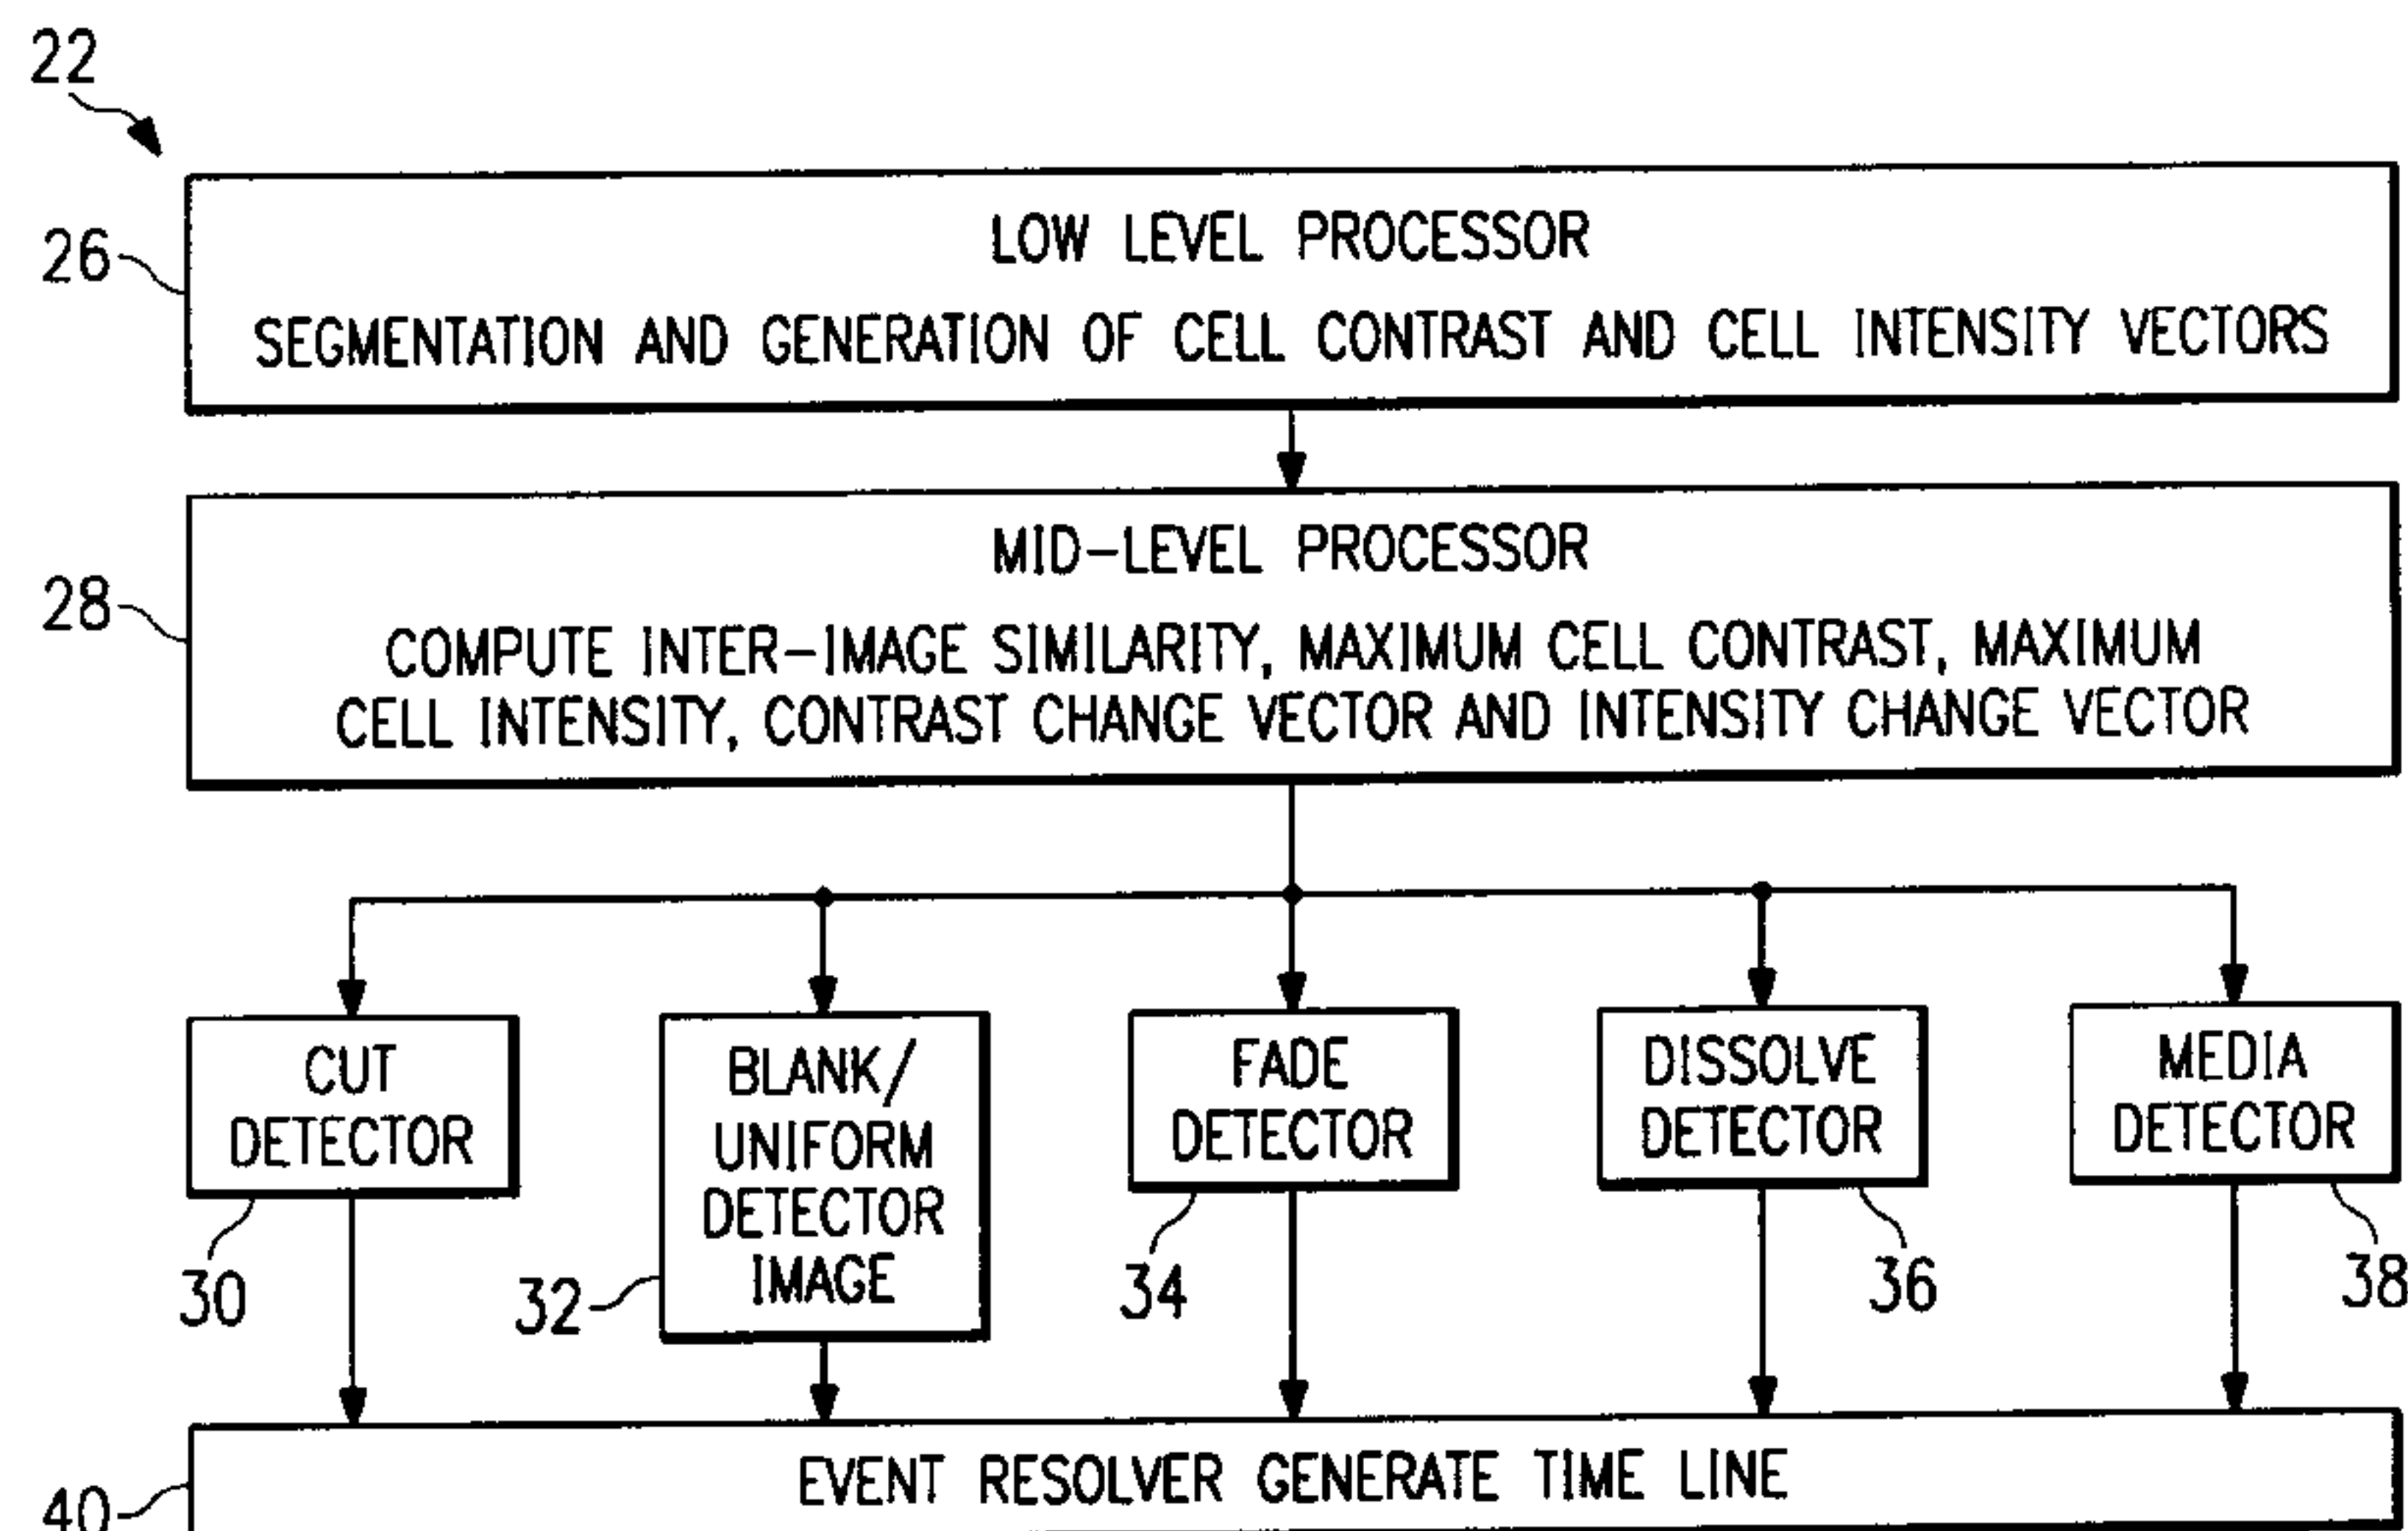 22
26
LOW LEVEL PROCESSOR
SEGMENTATION AND GENERATION OF CELL CONTRAST AND CELL INTENSITY VECTORS
28
MID-LEVEL PROCESSOR
COMPUTE INTER-IMAGE SIMILARITY, MAXIMUM CELL CONTRAST, MAXIMUM
CELL INTENSITY, CONTRAST CHANGE VECTOR AND INTENSITY CHANGE VECTOR
CUT
DETECTOR
30
BLANK/
UNIFORM
DETECTOR
IMAGE
32
FADE
DETECTOR
34
DISSOLVE
DETECTOR
36
MEDIA
DETECTOR
38
EVENT RESOLVER GENERATE TIME LINE
40